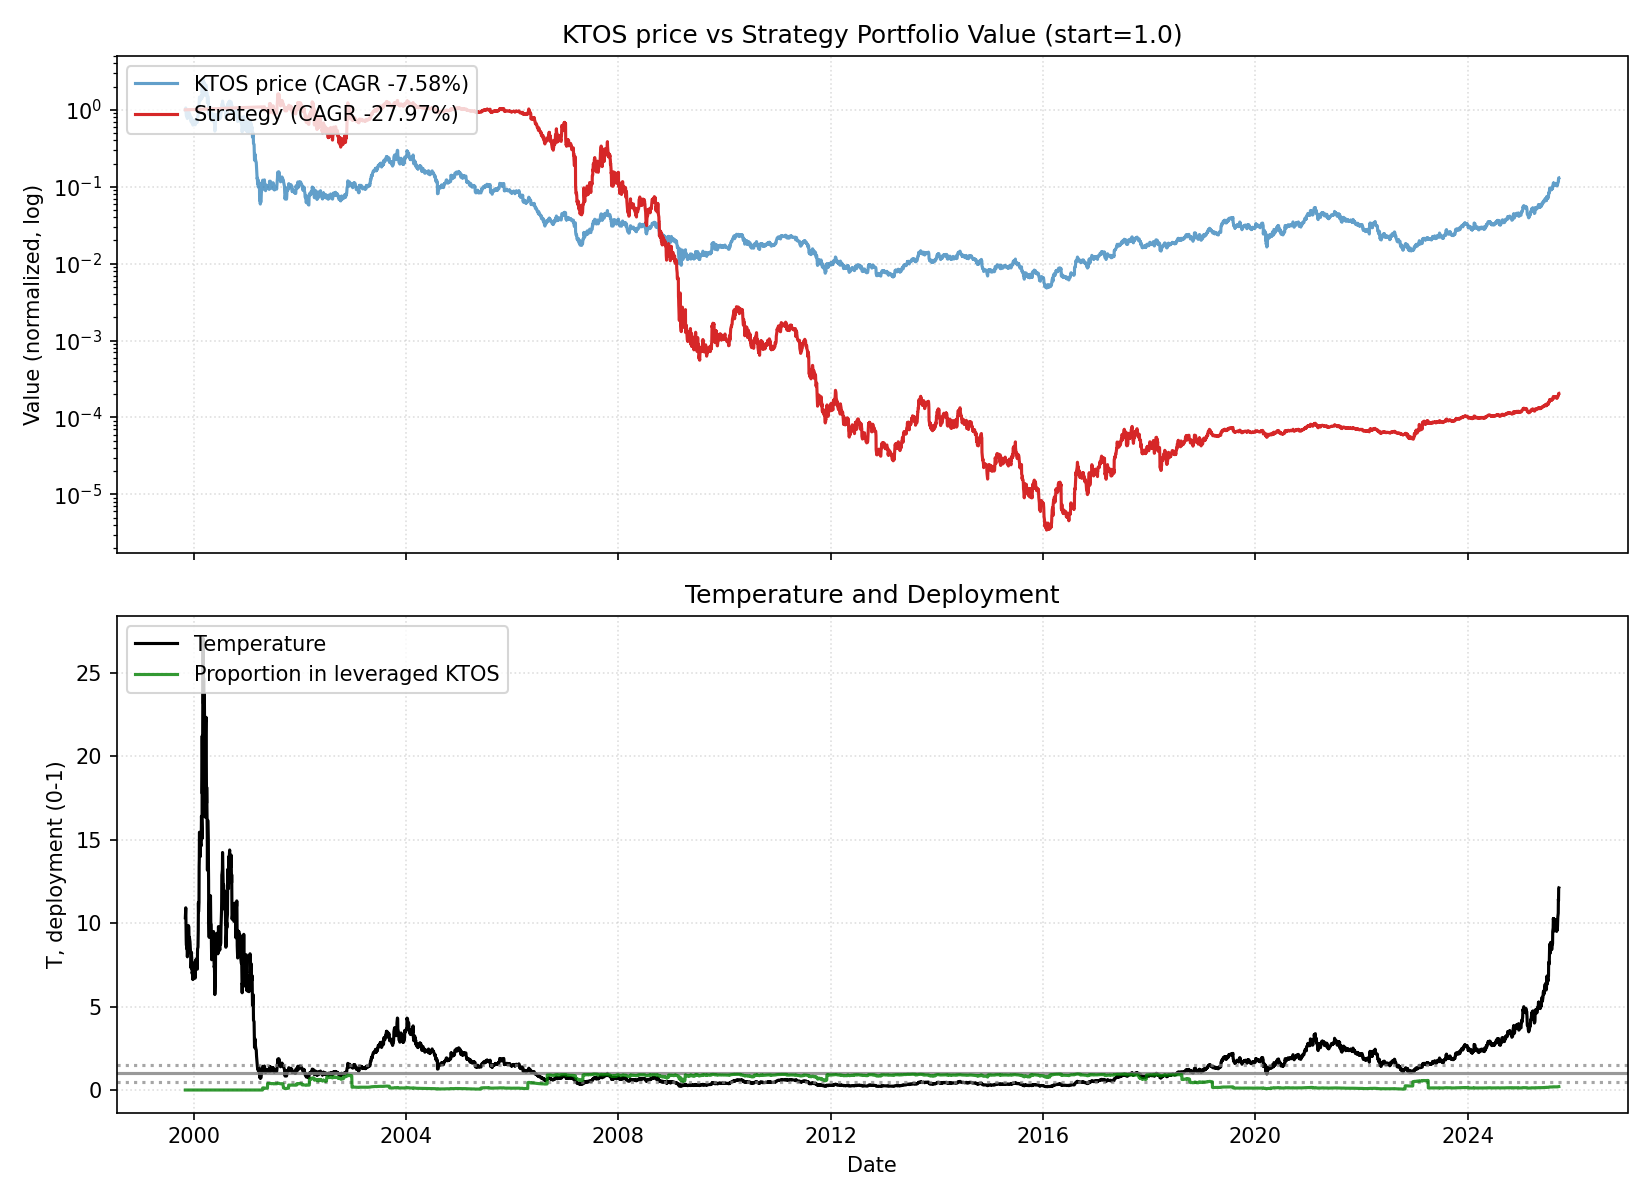 KTOS price vs Strategy Portfolio Value (start=1.0)
KTOS price (CAGR -7.58%)
Strategy (CAGR -27.97%)
Value (normalized, log)
10⁰
10⁻¹
10⁻²
10⁻³
10⁻⁴
10⁻⁵
Temperature and Deployment
Temperature
Proportion in leveraged KTOS
T, deployment (0-1)
25
20
15
10
5
0
2000 2004 2008 2012 2016 2020 2024
Date